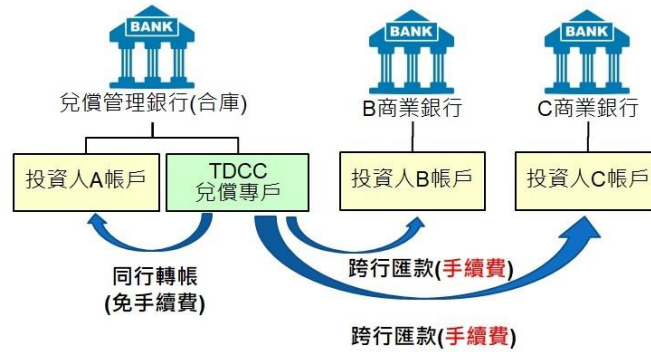 BANK
BANK
BANK
兌償管理銀行(合庫)
B商業銀行
C商業銀行
投資人A帳戶
TDCC
兌償專戶
投資人B帳戶
投資人C帳戶
同行轉帳
(免手續費)
跨行匯款(手續費)
跨行匯款(手續費)